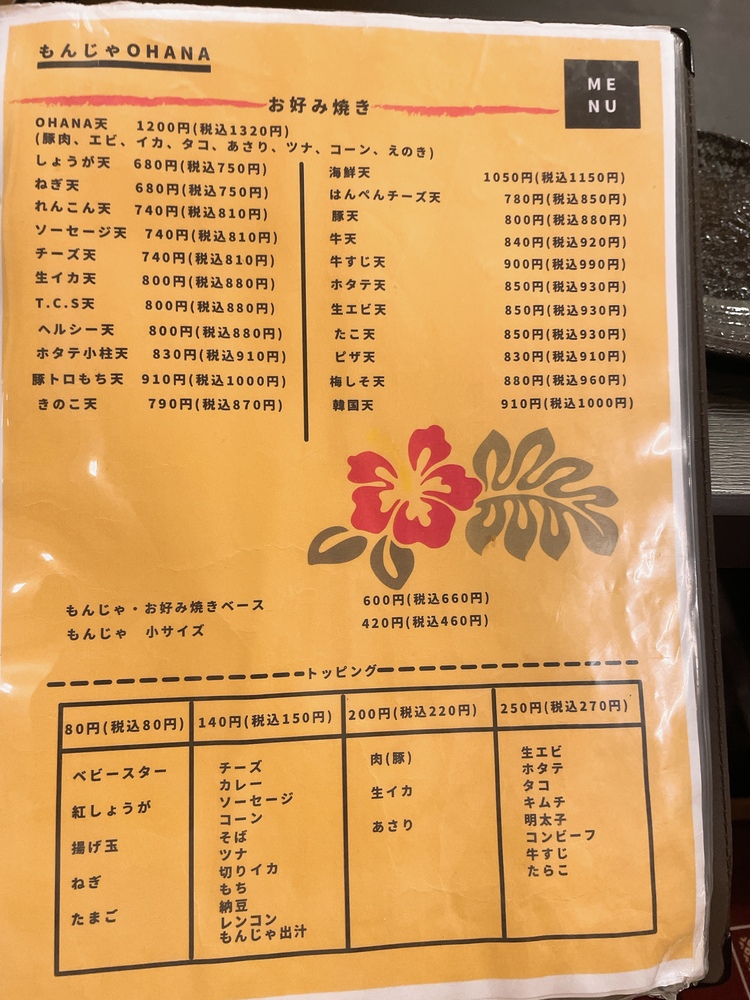 もんじゃOHANA
ME
NU
お好み焼き
OHANA天 1200円(税込1320円)
(豚肉、エビ、イカ、タコ、あさり、ツナ、コーン、えのき)
しょうが天 680円(税込750円)
ねぎ天 680円(税込750円)
れんこん天 740円(税込810円)
ソーセージ天 740円(税込810円)
チーズ天 740円(税込810円)
生イカ天 800円(税込880円)
T.C.S天 800円(税込880円)
ヘルシー天 800円(税込880円)
ホタテ小柱天 830円(税込910円)
豚トロもち天 910円(税込1000円)
きのこ天 790円(税込870円)
海鮮天 1050円(税込1150円)
はんぺんチーズ天 780円(税込850円)
豚天 800円(税込880円)
牛天 840円(税込920円)
牛すじ天 900円(税込990円)
ホタテ天 850円(税込930円)
生エビ天 850円(税込930円)
たこ天 850円(税込930円)
ピザ天 830円(税込910円)
梅しそ天 880円(税込960円)
韓国天 910円(税込1000円)
もんじゃ・お好み焼きベース 600円(税込660円)
もんじゃ 小サイズ 420円(税込460円)
トッピング
80円(税込80円)
ベビースター
紅しょうが
揚げ玉
ねぎ
たまご
140円(税込150円)
チーズ
カレー
ソーセージ
コーン
そば
ツナ
切りイカ
もち
納豆
レンコン
もんじゃ出汁
200円(税込220円)
肉(豚)
生イカ
あさり
250円(税込270円)
生エビ
ホタテ
タコ
キムチ
明太子
コンビーフ
牛すじ
たらこ